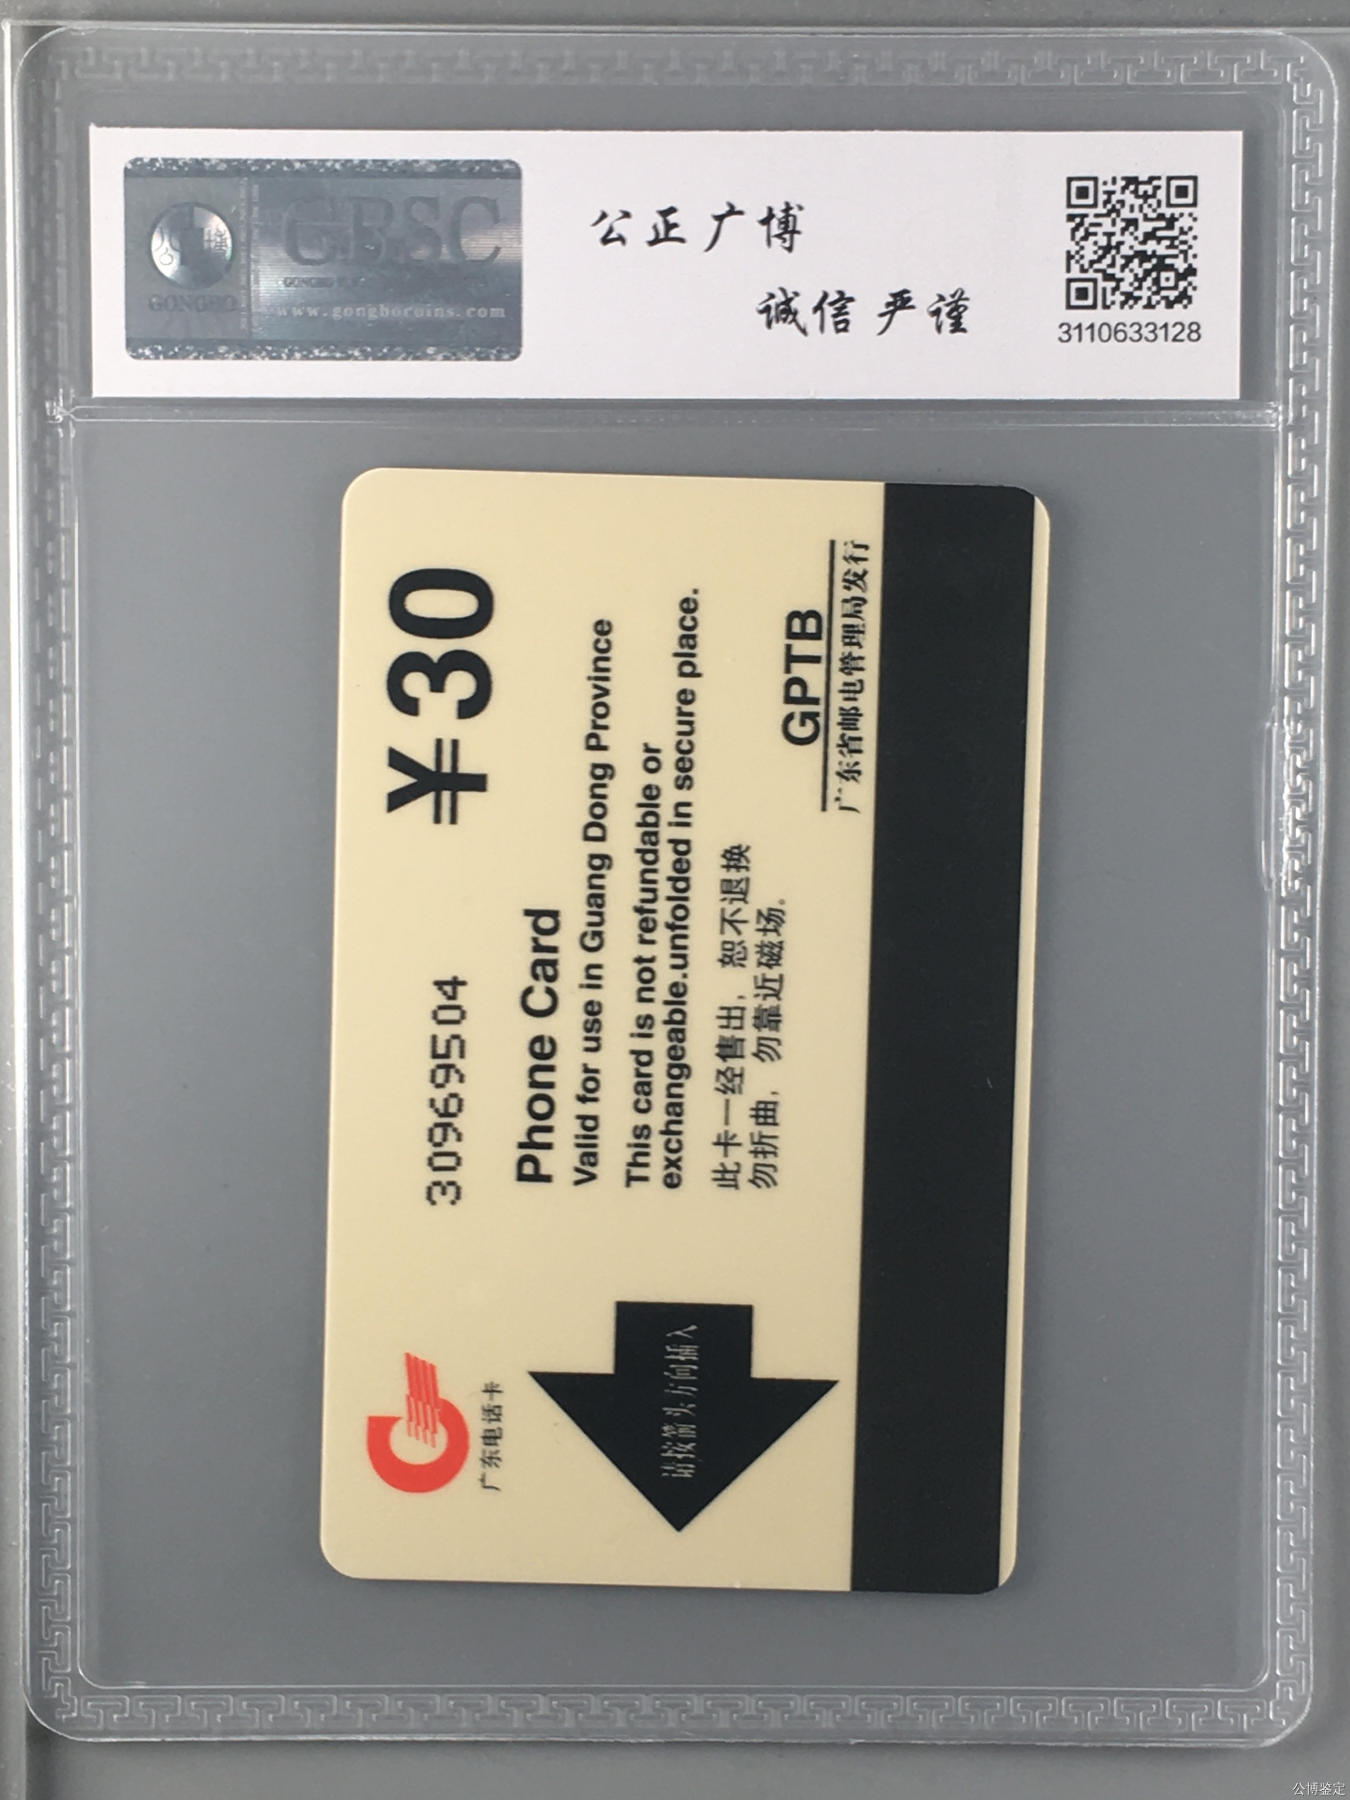 GBSC
GONGBO
www.gongbocoins.com
公正广博
诚信严谨
3110633128
¥30
30969504
Phone Card
Valid for use in Guang Dong Province
This card is not refundable or
exchangeable.unfolded in secure place.
此卡一经售出，恕不退换
勿折曲，勿靠近磁场。
GPTB
广东省邮电管理局发行
广东电话卡
请按箭头方向插入
公博鉴定